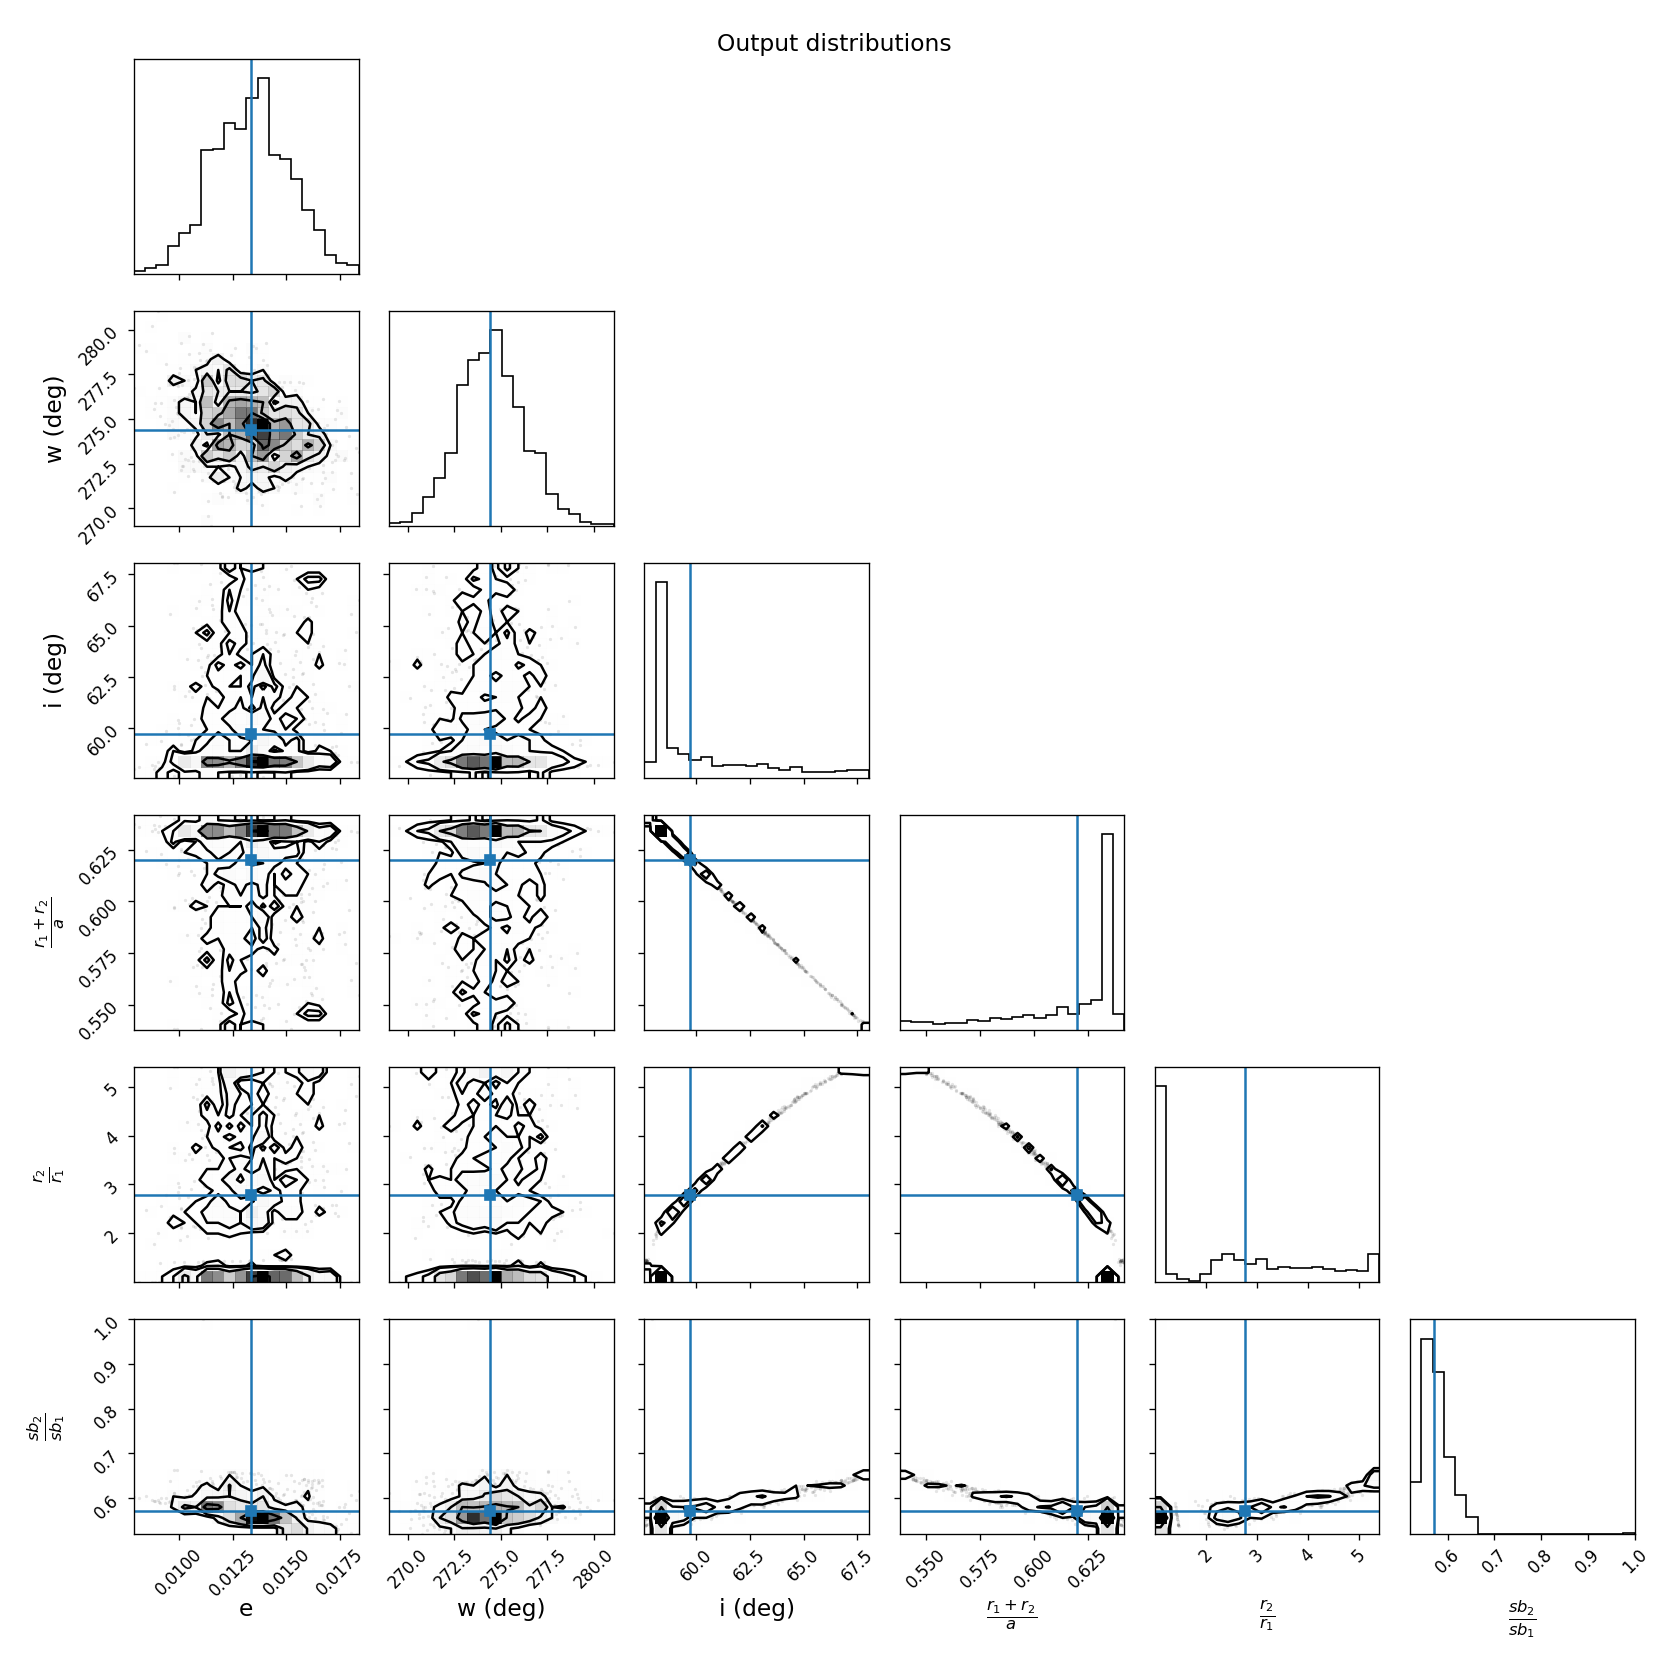 Output distributions
w (deg)
280.0
277.5
275.0
272.5
270.0
i (deg)
67.5
65.0
62.5
60.0
r₁ + r₂
a
0.625
0.600
0.575
0.550
r₂
r₁
5
4
3
2
sb₂
sb₁
1.0
0.9
0.8
0.7
0.6
0.0100 0.0125 0.0150 0.0175 270.0 272.5 275.0 277.5 280.0 60.0 62.5 65.0 67.5 0.550 0.575 0.600 0.625 2 3 4 5 0.6 0.7 0.8 0.9 1.0
e w (deg) i (deg)
r₁ + r₂
a
r₂
r₁
sb₂
sb₁